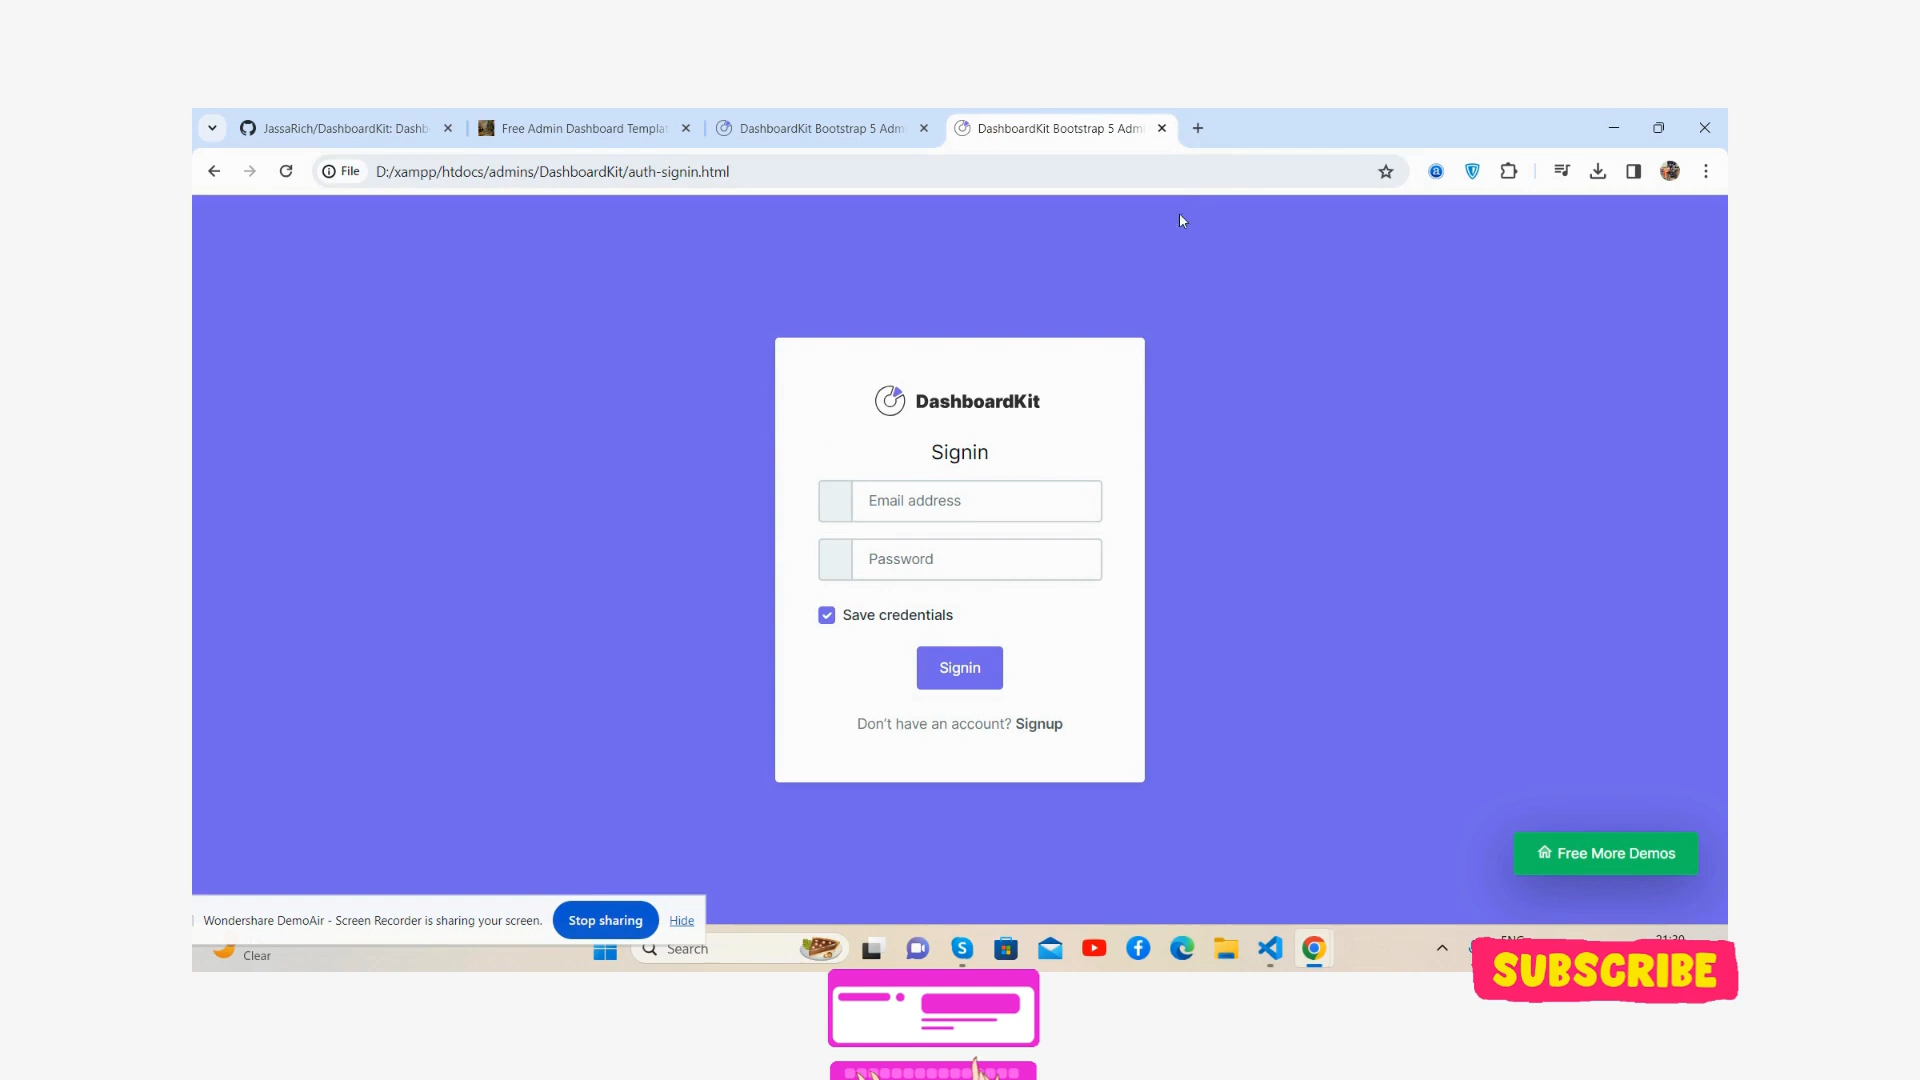 JassaRich/DashboardKit: Dashb
Free Admin Dashboard Templat
DashboardKit Bootstrap 5 Adm
DashboardKit Bootstrap 5 Admi
File
D:/xampp/htdocs/admins/DashboardKit/auth-signin.html
DashboardKit
Signin
Email address
Password
Save credentials
Signin
Don't have an account? Signup
Free More Demos
Wondershare DemoAir - Screen Recorder is sharing your screen.
Stop sharing
Hide
Clear
Search
SUBSCRIBE